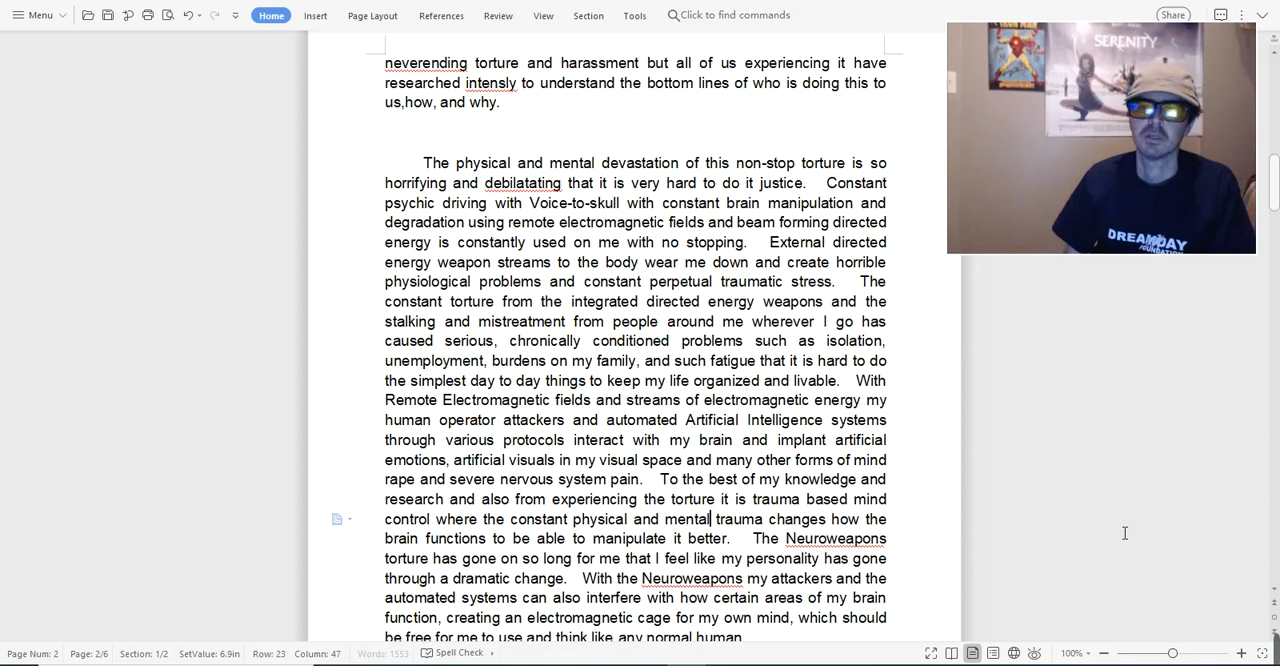 Menu Home Insert Page Layout References Review View Section Tools Click to find commands Share
neverending torture and harassment but all of us experiencing it have
researched intensly to understand the bottom lines of who is doing this to
us,how, and why.
The physical and mental devastation of this non-stop torture is so
horrifying and debilatating that it is very hard to do it justice. Constant
psychic driving with Voice-to-skull with constant brain manipulation and
degradation using remote electromagnetic fields and beam forming directed
energy is constantly used on me with no stopping. External directed
energy weapon streams to the body wear me down and create horrible
physiological problems and constant perpetual traumatic stress. The
constant torture from the integrated directed energy weapons and the
stalking and mistreatment from people around me wherever I go has
caused serious, chronically conditioned problems such as isolation,
unemployment, burdens on my family, and such fatigue that it is hard to do
the simplest day to day things to keep my life organized and livable. With
Remote Electromagnetic fields and streams of electromagnetic energy my
human operator attackers and automated Artificial Intelligence systems
through various protocols interact with my brain and implant artificial
emotions, artificial visuals in my visual space and many other forms of mind
rape and severe nervous system pain. To the best of my knowledge and
research and also from experiencing the torture it is trauma based mind
control where the constant physical and mental trauma changes how the
brain functions to be able to manipulate it better. The Neuroweapons
torture has gone on so long for me that I feel like my personality has gone
through a dramatic change. With the Neuroweapons my attackers and the
automated systems can also interfere with how certain areas of my brain
function, creating an electromagnetic cage for my own mind, which should
be free for me to use and think like any normal human.
SERENITY
DREAMDAY
FOUNDATION
Page Num: 2 Page: 2/6 Section: 1/2 SetValue: 6.9in Row: 23 Column: 47 Words: 1553 Spell Check 100%